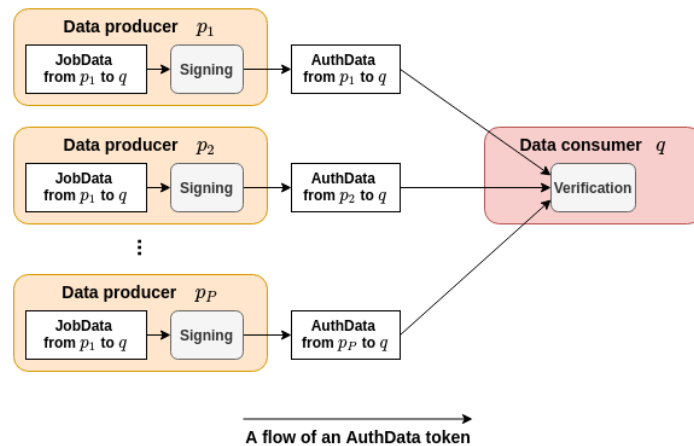 Data producer p₁
JobData
from p₁ to q
Signing
AuthData
from p₁ to q
Data producer p₂
JobData
from p₁ to q
Signing
AuthData
from p₂ to q
Data consumer q
Verification
⋮
Data producer p_P
JobData
from p₁ to q
Signing
AuthData
from p_P to q
A flow of an AuthData token